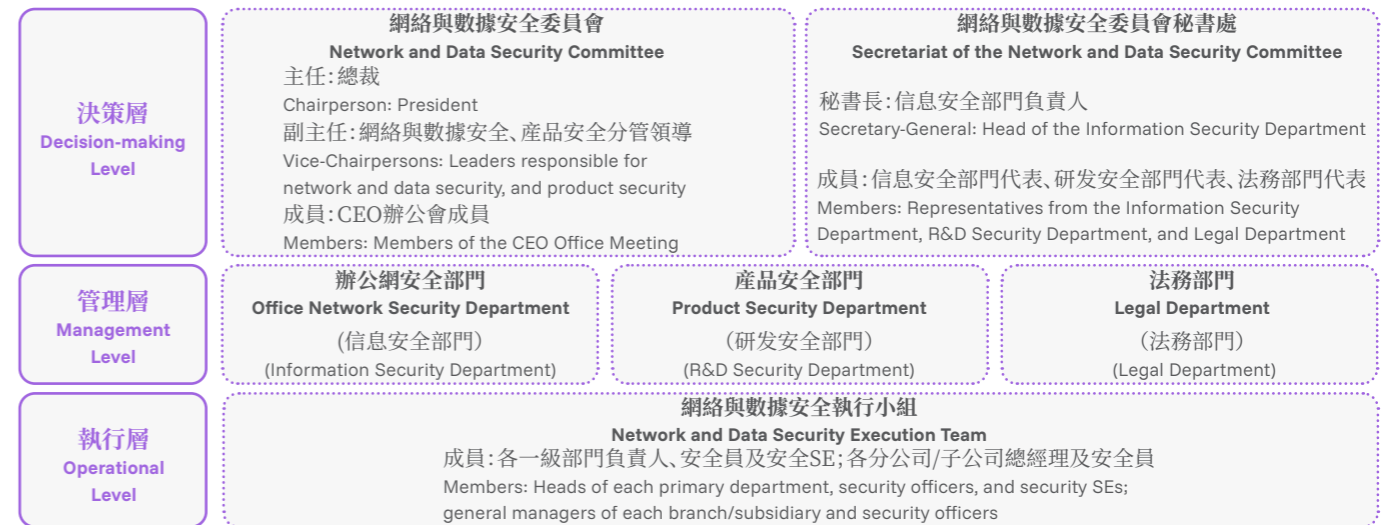 決策層
Decision-making
Level
網絡與數據安全委員會
Network and Data Security Committee
主任：總裁
Chairperson: President
副主任：網絡與數據安全、産品安全分管領導
Vice-Chairpersons: Leaders responsible for
network and data security, and product security
成員：CEO辦公會成員
Members: Members of the CEO Office Meeting
網絡與數據安全委員會秘書處
Secretariat of the Network and Data Security Committee
秘書長：信息安全部門負責人
Secretary-General: Head of the Information Security Department
成員：信息安全部門代表、研发安全部門代表、法務部門代表
Members: Representatives from the Information Security
Department, R&D Security Department, and Legal Department
管理層
Management
Level
辦公網安全部門
Office Network Security Department
（信息安全部門）
(Information Security Department)
産品安全部門
Product Security Department
（研发安全部門）
(R&D Security Department)
法務部門
Legal Department
（法務部門）
(Legal Department)
執行層
Operational
Level
網絡與數據安全執行小組
Network and Data Security Execution Team
成員：各一級部門負責人、安全員及安全SE；各分公司/子公司總經理及安全員
Members: Heads of each primary department, security officers, and security SEs;
general managers of each branch/subsidiary and security officers